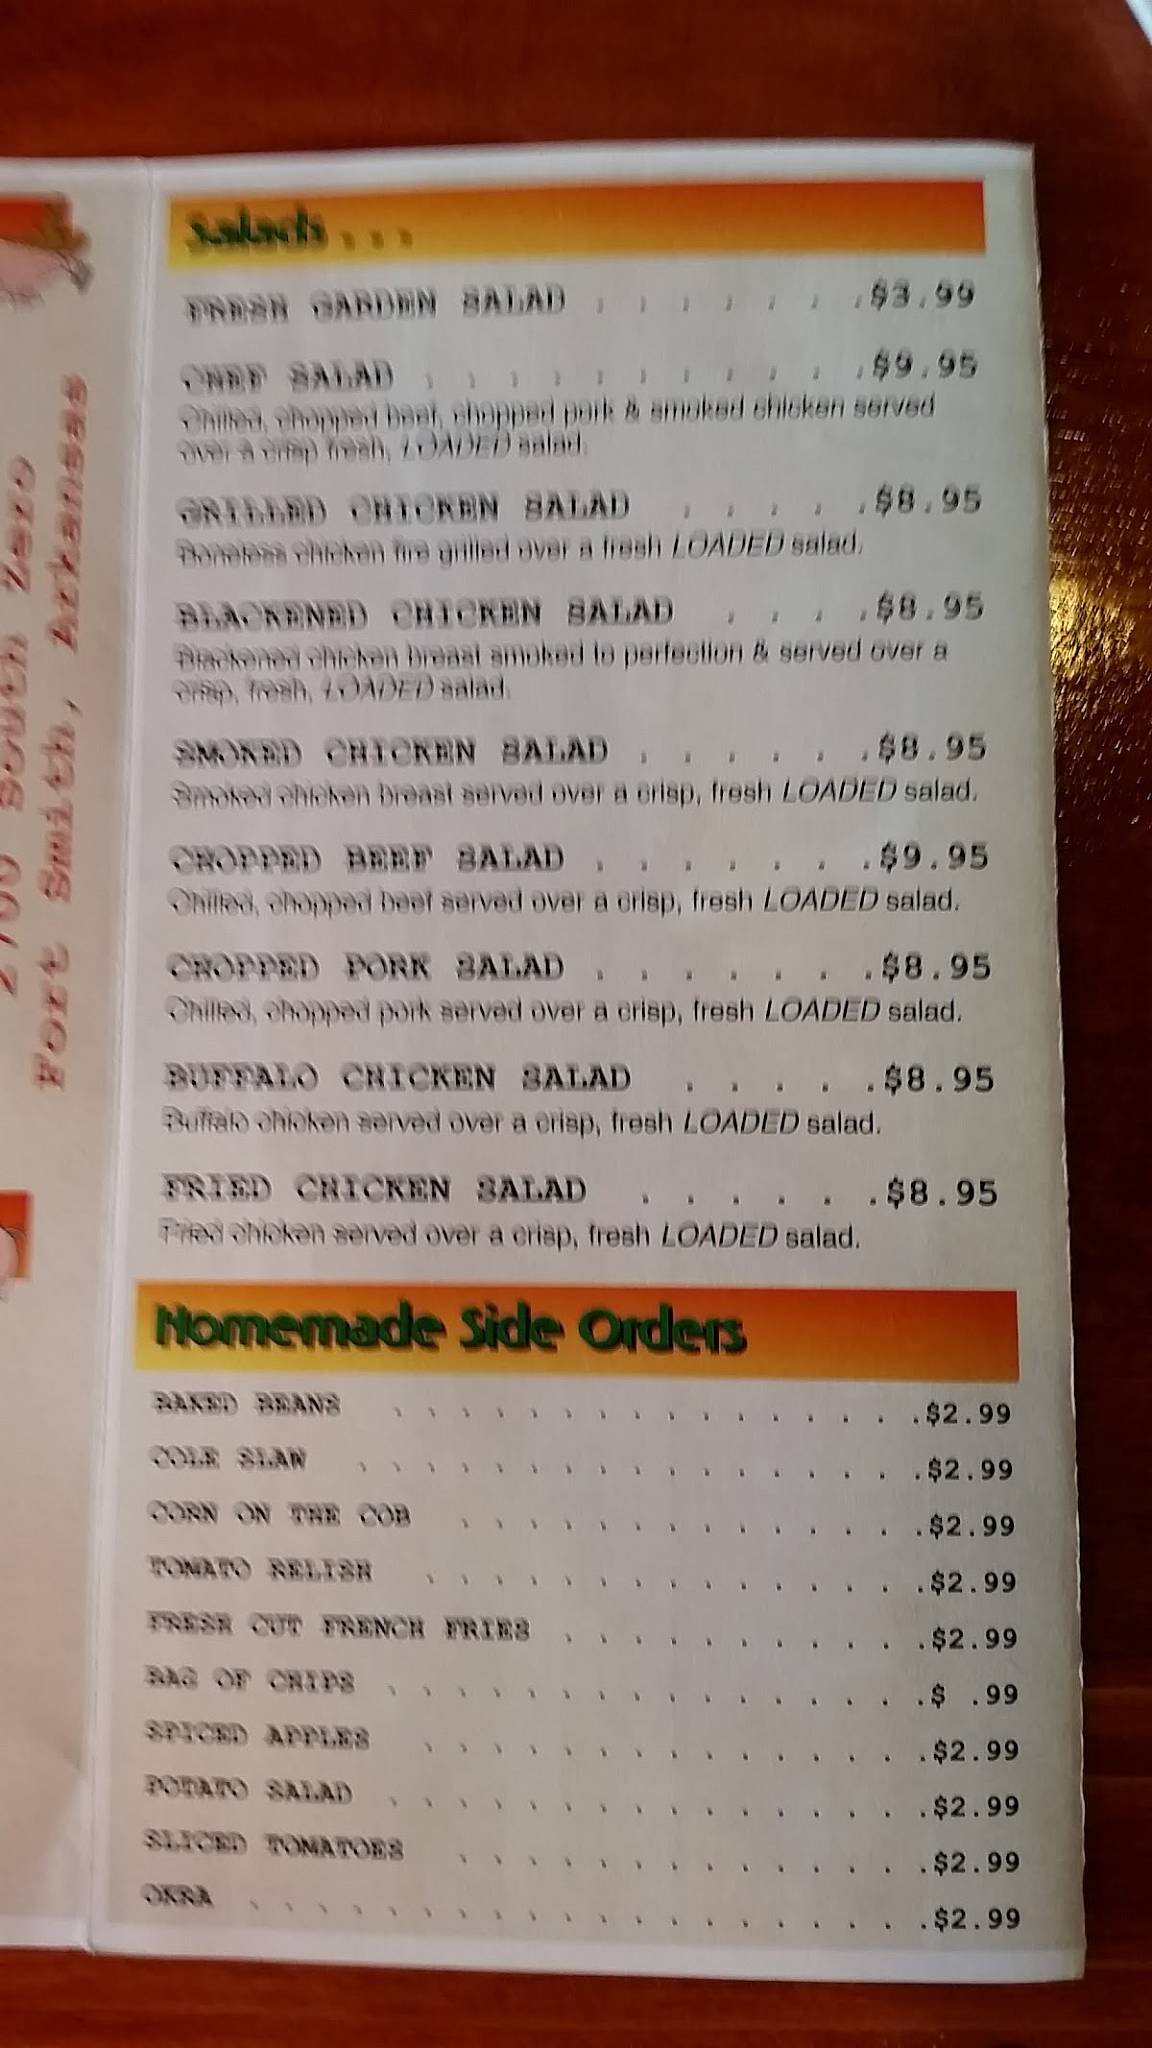 Salads . . .
FRESH GARDEN SALAD . . . . . . .$3.99
CHEF SALAD . . . . . . . . . . .$9.95
Chilled, chopped beef, chopped pork & smoked chicken served
over a crisp fresh, LOADED salad.
GRILLED CHICKEN SALAD . . . . .$8.95
Boneless chicken fire grilled over a fresh LOADED salad.
BLACKENED CHICKEN SALAD . . . .$8.95
Blackened chicken breast smoked to perfection & served over a
crisp, fresh, LOADED salad.
SMOKED CHICKEN SALAD . . . . . .$8.95
Smoked chicken breast served over a crisp, fresh LOADED salad.
CHOPPED BEEF SALAD . . . . . . .$9.95
Chilled, chopped beef served over a crisp, fresh LOADED salad.
CHOPPED PORK SALAD . . . . . . .$8.95
Chilled, chopped pork served over a crisp, fresh LOADED salad.
BUFFALO CHICKEN SALAD . . . . .$8.95
Buffalo chicken served over a crisp, fresh LOADED salad.
FRIED CHICKEN SALAD . . . . . .$8.95
Fried chicken served over a crisp, fresh LOADED salad.
Homemade Side Orders
BAKED BEANS . . . . . . . . . . . . . . . .$2.99
COLE SLAW . . . . . . . . . . . . . . . . .$2.99
CORN ON THE COB . . . . . . . . . . . . . .$2.99
TOMATO RELISH . . . . . . . . . . . . . . .$2.99
FRESH CUT FRENCH FRIES . . . . . . . . . . .$2.99
BAG OF CHIPS . . . . . . . . . . . . . . . .$ .99
SPICED APPLES . . . . . . . . . . . . . . .$2.99
POTATO SALAD . . . . . . . . . . . . . . . .$2.99
SLICED TOMATOES . . . . . . . . . . . . . .$2.99
OKRA . . . . . . . . . . . . . . . . . . . .$2.99
2700 South Zero
Fort Smith, Arkansas